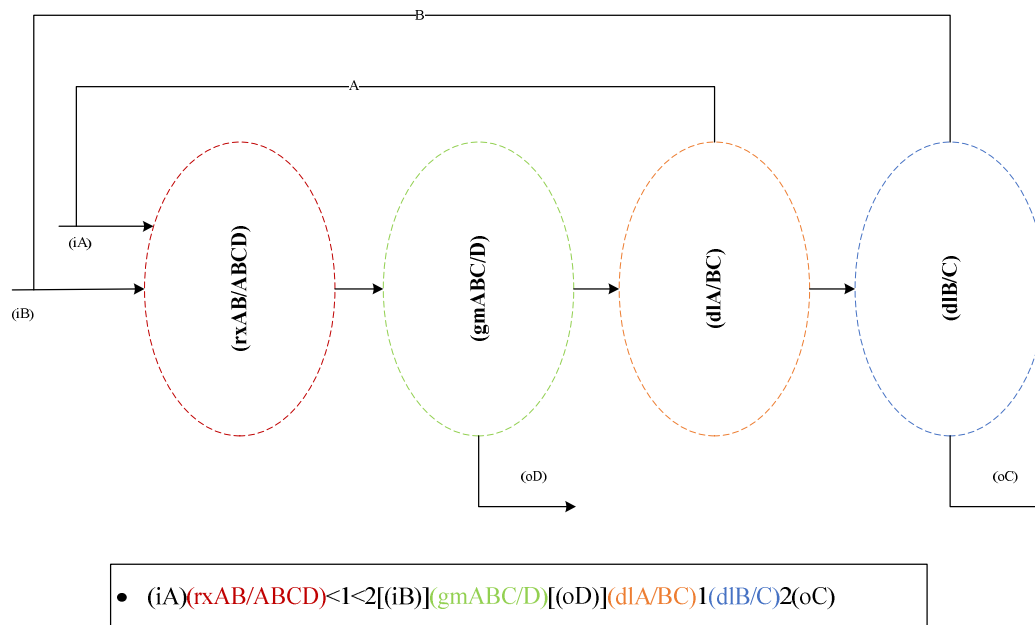 B
A
(iA)
(iB)
(rxAB/ABCD)
(gmABC/D)
(dlA/BC)
(dlB/C)
(oD)
(oC)
• (iA)(rxAB/ABCD)<1<2[(iB)](gmABC/D)[(oD)](dlA/BC)1(dlB/C)2(oC)